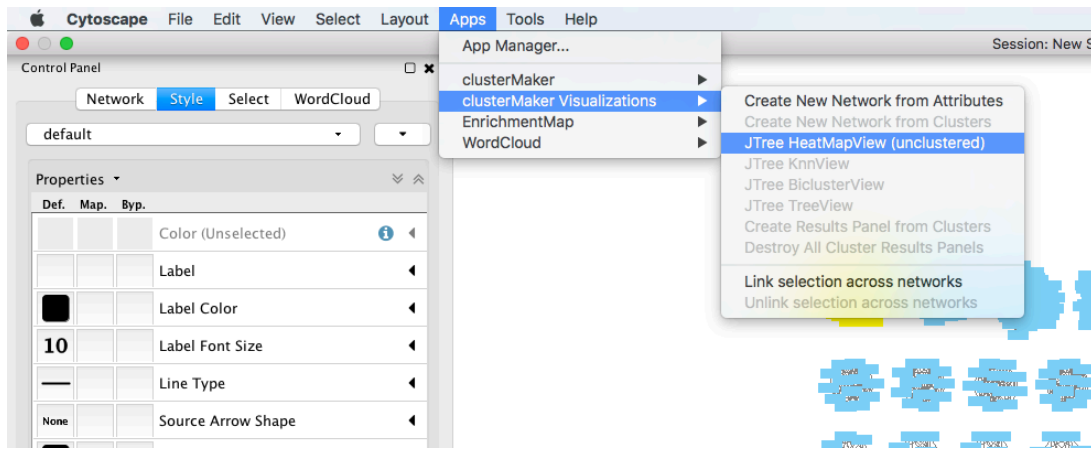 Cytoscape File Edit View Select Layout Apps Tools Help
Session: New S
Control Panel
Network Style Select WordCloud
default
Properties
Def. Map. Byp.
Color (Unselected)
Label
Label Color
10 Label Font Size
Line Type
None Source Arrow Shape
App Manager...
clusterMaker
clusterMaker Visualizations
EnrichmentMap
WordCloud
Create New Network from Attributes
Create New Network from Clusters
JTree HeatMapView (unclustered)
JTree KnnView
JTree BiclusterView
JTree TreeView
Create Results Panel from Clusters
Destroy All Cluster Results Panels
Link selection across networks
Unlink selection across networks